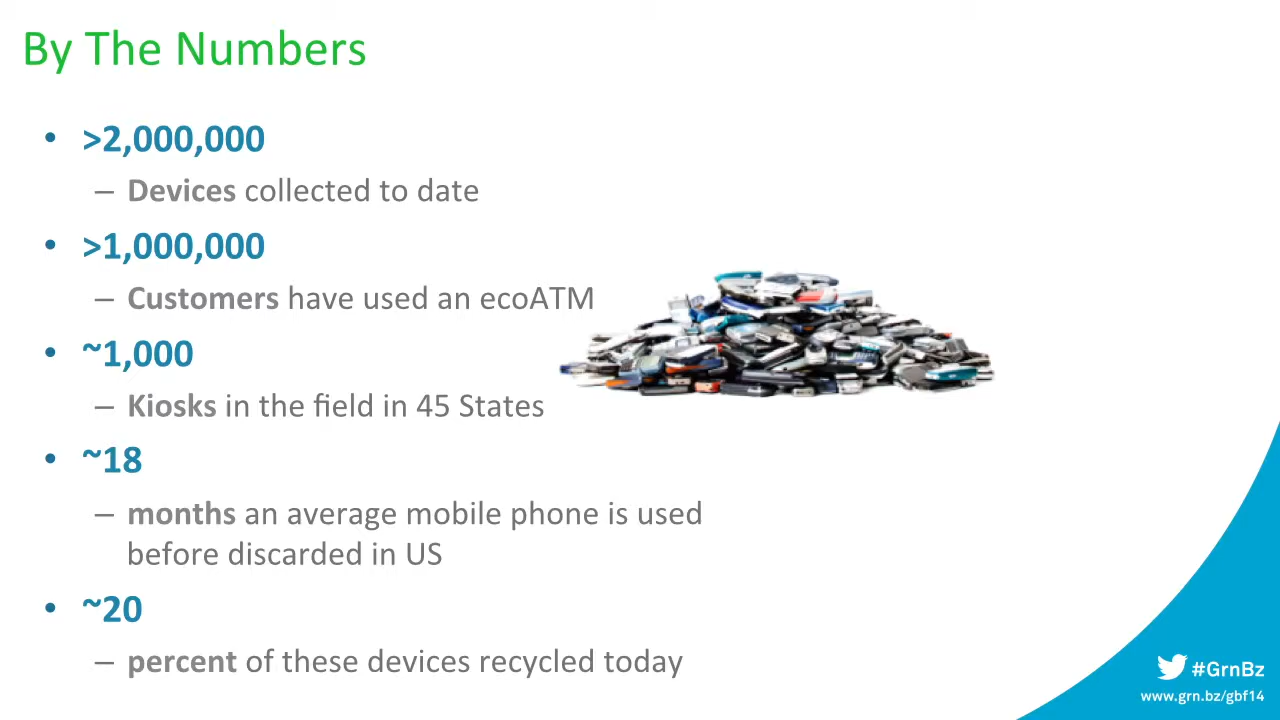 By The Numbers
• >2,000,000
– Devices collected to date
• >1,000,000
– Customers have used an ecoATM
• ~1,000
– Kiosks in the field in 45 States
• ~18
– months an average mobile phone is used
before discarded in US
• ~20
– percent of these devices recycled today
#GrnBz
www.grn.bz/gbf14